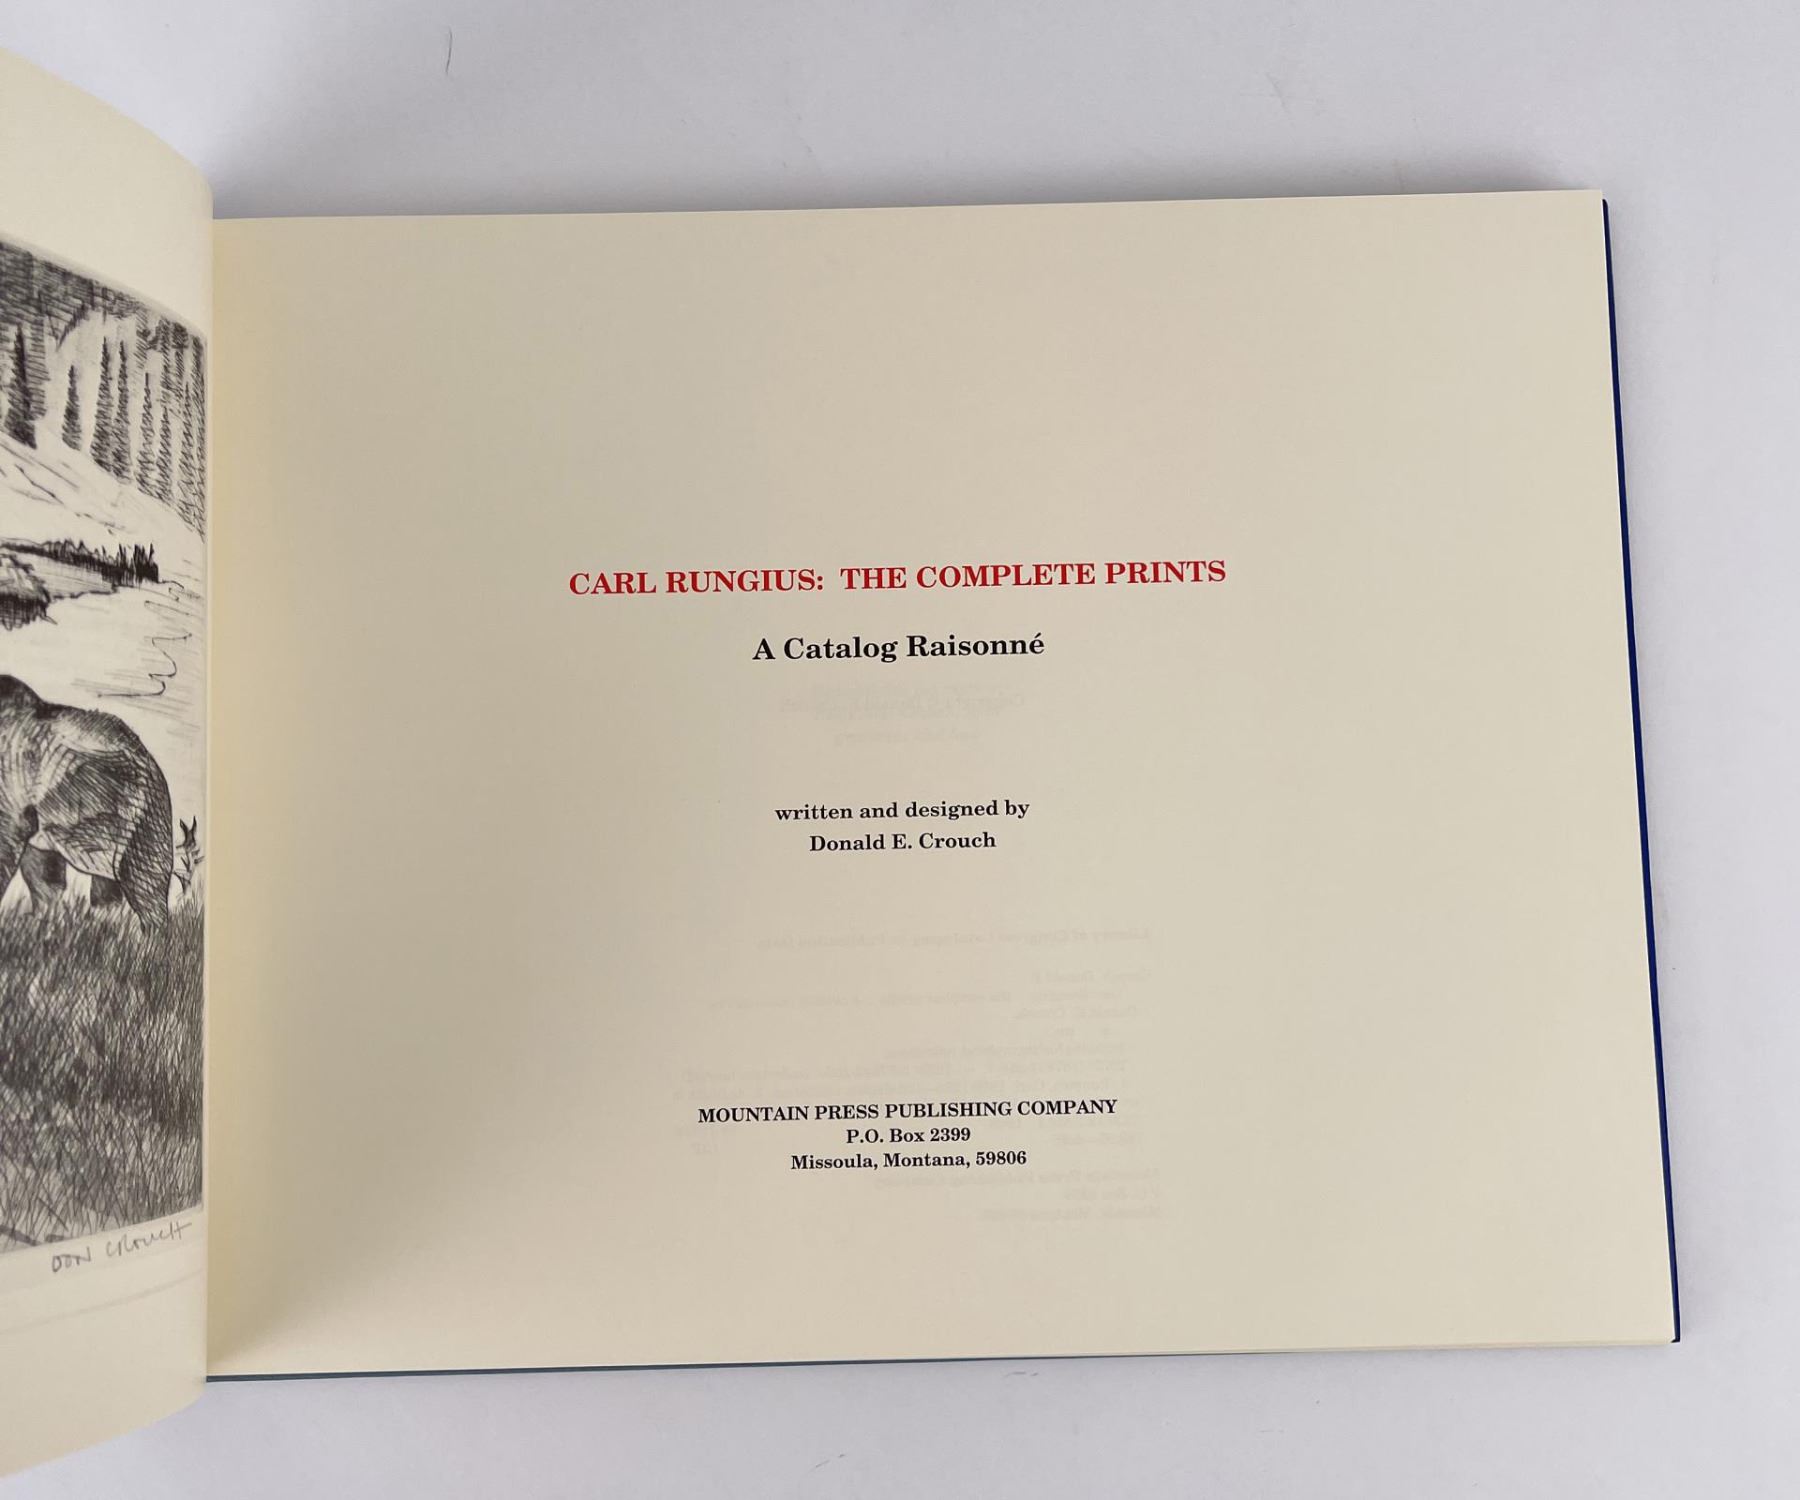 DON CROUCH
CARL RUNGIUS: THE COMPLETE PRINTS
A Catalog Raisonné
written and designed by
Donald E. Crouch
MOUNTAIN PRESS PUBLISHING COMPANY
P.O. Box 2399
Missoula, Montana, 59806